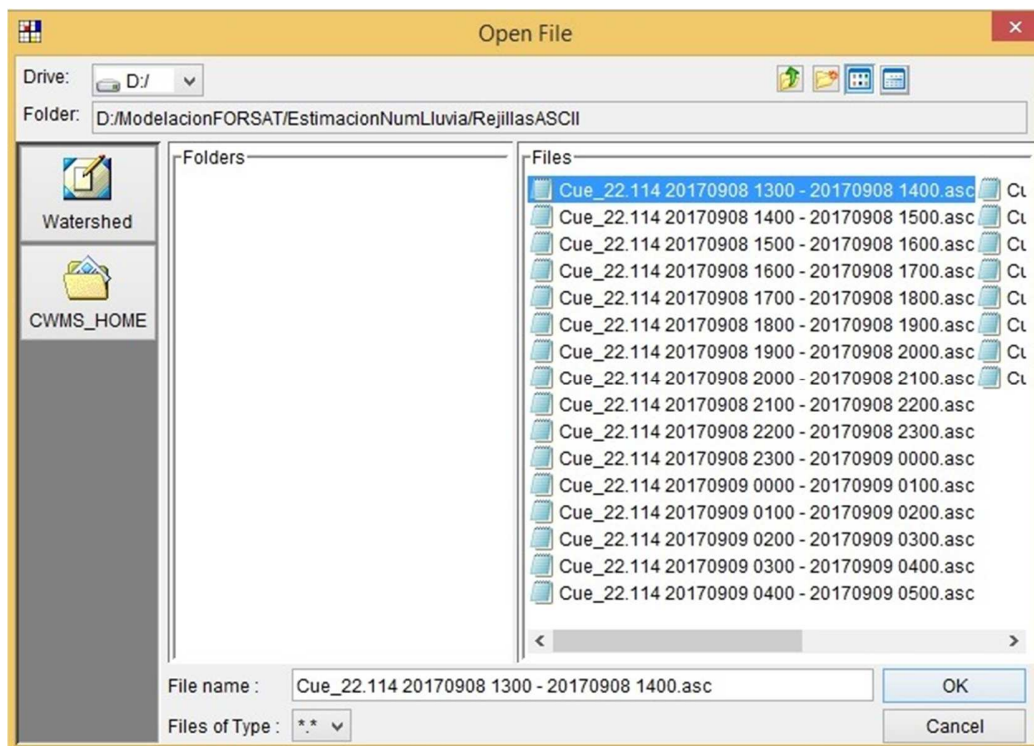 Open File
Drive: D:/
Folder: D:/ModelacionFORSAT/EstimacionNumLluvia/RejillasASCII
Watershed
CWMS_HOME
Folders
Files
Cue_22.114 20170908 1300 - 20170908 1400.asc
Cue_22.114 20170908 1400 - 20170908 1500.asc
Cue_22.114 20170908 1500 - 20170908 1600.asc
Cue_22.114 20170908 1600 - 20170908 1700.asc
Cue_22.114 20170908 1700 - 20170908 1800.asc
Cue_22.114 20170908 1800 - 20170908 1900.asc
Cue_22.114 20170908 1900 - 20170908 2000.asc
Cue_22.114 20170908 2000 - 20170908 2100.asc
Cue_22.114 20170908 2100 - 20170908 2200.asc
Cue_22.114 20170908 2200 - 20170908 2300.asc
Cue_22.114 20170908 2300 - 20170909 0000.asc
Cue_22.114 20170909 0000 - 20170909 0100.asc
Cue_22.114 20170909 0100 - 20170909 0200.asc
Cue_22.114 20170909 0200 - 20170909 0300.asc
Cue_22.114 20170909 0300 - 20170909 0400.asc
Cue_22.114 20170909 0400 - 20170909 0500.asc
File name : Cue_22.114 20170908 1300 - 20170908 1400.asc
OK
Files of Type : *.*
Cancel